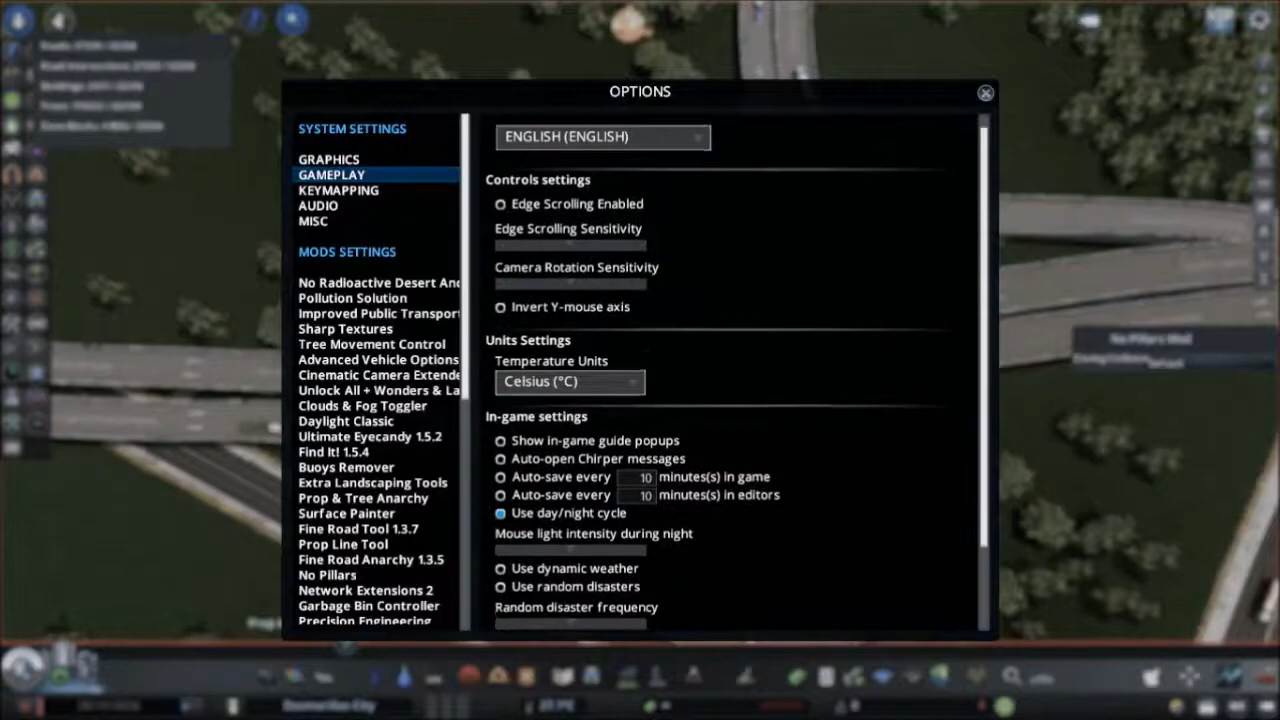 OPTIONS
SYSTEM SETTINGS
GRAPHICS
GAMEPLAY
KEYMAPPING
AUDIO
MISC
MODS SETTINGS
No Radioactive Desert And
Pollution Solution
Improved Public Transport
Sharp Textures
Tree Movement Control
Advanced Vehicle Options
Cinematic Camera Extende
Unlock All + Wonders & La
Clouds & Fog Toggler
Daylight Classic
Ultimate Eyecandy 1.5.2
Find It! 1.5.4
Buoys Remover
Extra Landscaping Tools
Prop & Tree Anarchy
Surface Painter
Fine Road Tool 1.3.7
Prop Line Tool
Fine Road Anarchy 1.3.5
No Pillars
Network Extensions 2
Garbage Bin Controller
Precision Engineering
ENGLISH (ENGLISH)
Controls settings
Edge Scrolling Enabled
Edge Scrolling Sensitivity
Camera Rotation Sensitivity
Invert Y-mouse axis
Units Settings
Temperature Units
Celsius (°C)
In-game settings
Show in-game guide popups
Auto-open Chirper messages
Auto-save every 10 minutes(s) in game
Auto-save every 10 minutes(s) in editors
Use day/night cycle
Mouse light intensity during night
Use dynamic weather
Use random disasters
Random disaster frequency
No Pillars Mod